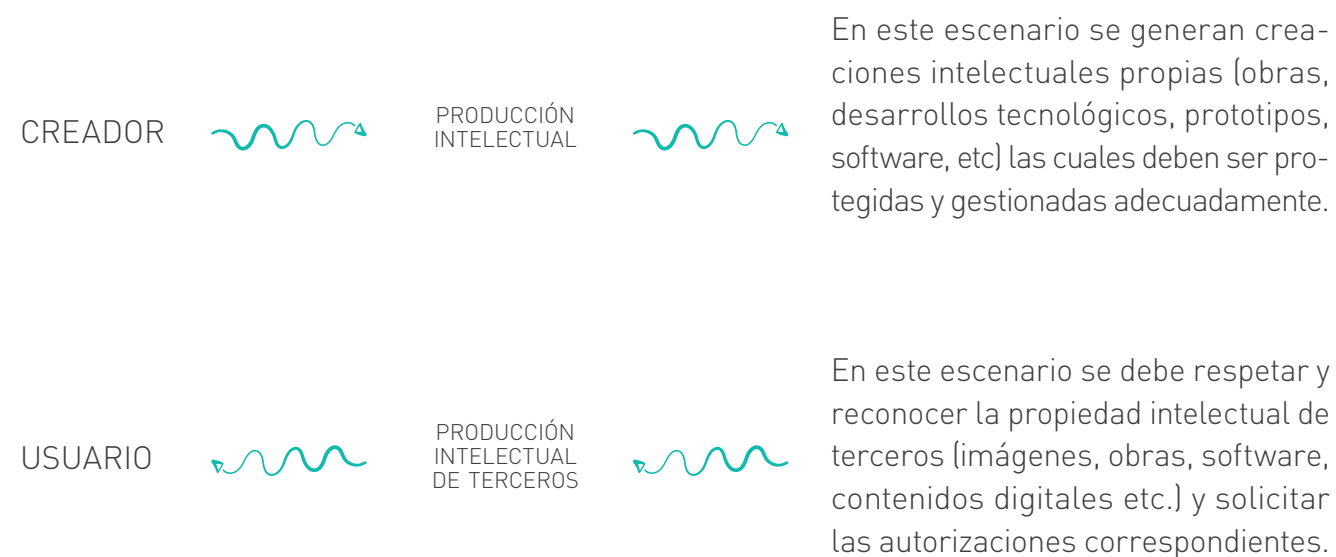 CREADOR
PRODUCCIÓN
INTELECTUAL
En este escenario se generan crea-
ciones intelectuales propias (obras,
desarrollos tecnológicos, prototipos,
software, etc) las cuales deben ser pro-
tegidas y gestionadas adecuadamente.
USUARIO
PRODUCCIÓN
INTELECTUAL
DE TERCEROS
En este escenario se debe respetar y
reconocer la propiedad intelectual de
terceros (imágenes, obras, software,
contenidos digitales etc.) y solicitar
las autorizaciones correspondientes.